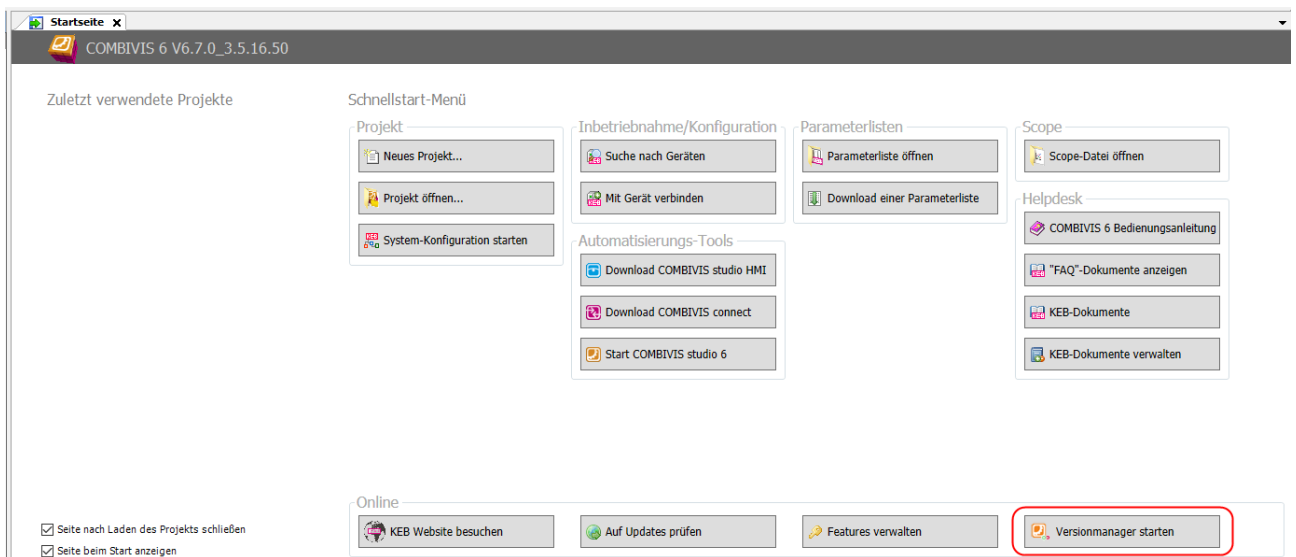 Startseite X
COMBIVIS 6 V6.7.0_3.5.16.50
Zuletzt verwendete Projekte
Schnellstart-Menü
Projekt
Neues Projekt...
Projekt öffnen...
System-Konfiguration starten
Inbetriebnahme/Konfiguration
Suche nach Geräten
Mit Gerät verbinden
Automatisierungs-Tools
Download COMBIVIS studio HMI
Download COMBIVIS connect
Start COMBIVIS studio 6
Parameterlisten
Parameterliste öffnen
Download einer Parameterliste
Scope
Scope-Datei öffnen
Helpdesk
COMBIVIS 6 Bedienungsanleitung
"FAQ"-Dokumente anzeigen
KEB-Dokumente
KEB-Dokumente verwalten
Online
KEB Website besuchen
Auf Updates prüfen
Features verwalten
Versionmanager starten
Seite nach Laden des Projekts schließen
Seite beim Start anzeigen